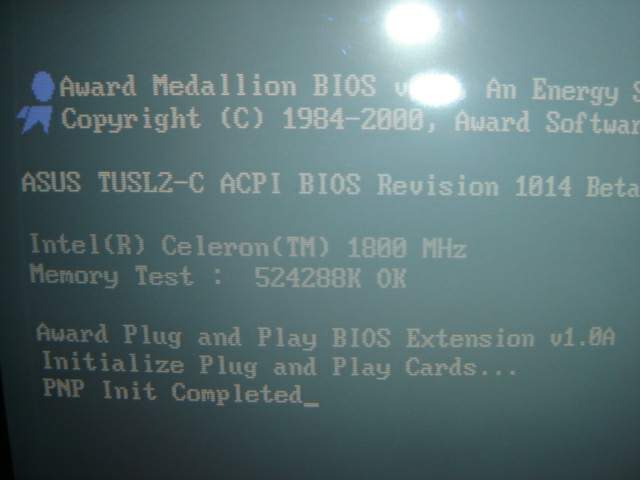 Award Medallion BIOS An Energy
Copyright (C) 1984-2000, Award Softwar
ASUS TUSL2-C ACPI BIOS Revision 1014 Beta
Intel(R) Celeron(TM) 1800 MHz
Memory Test : 524288K OK
Award Plug and Play BIOS Extension v1.0A
Initialize Plug and Play Cards...
PNP Init Completed_